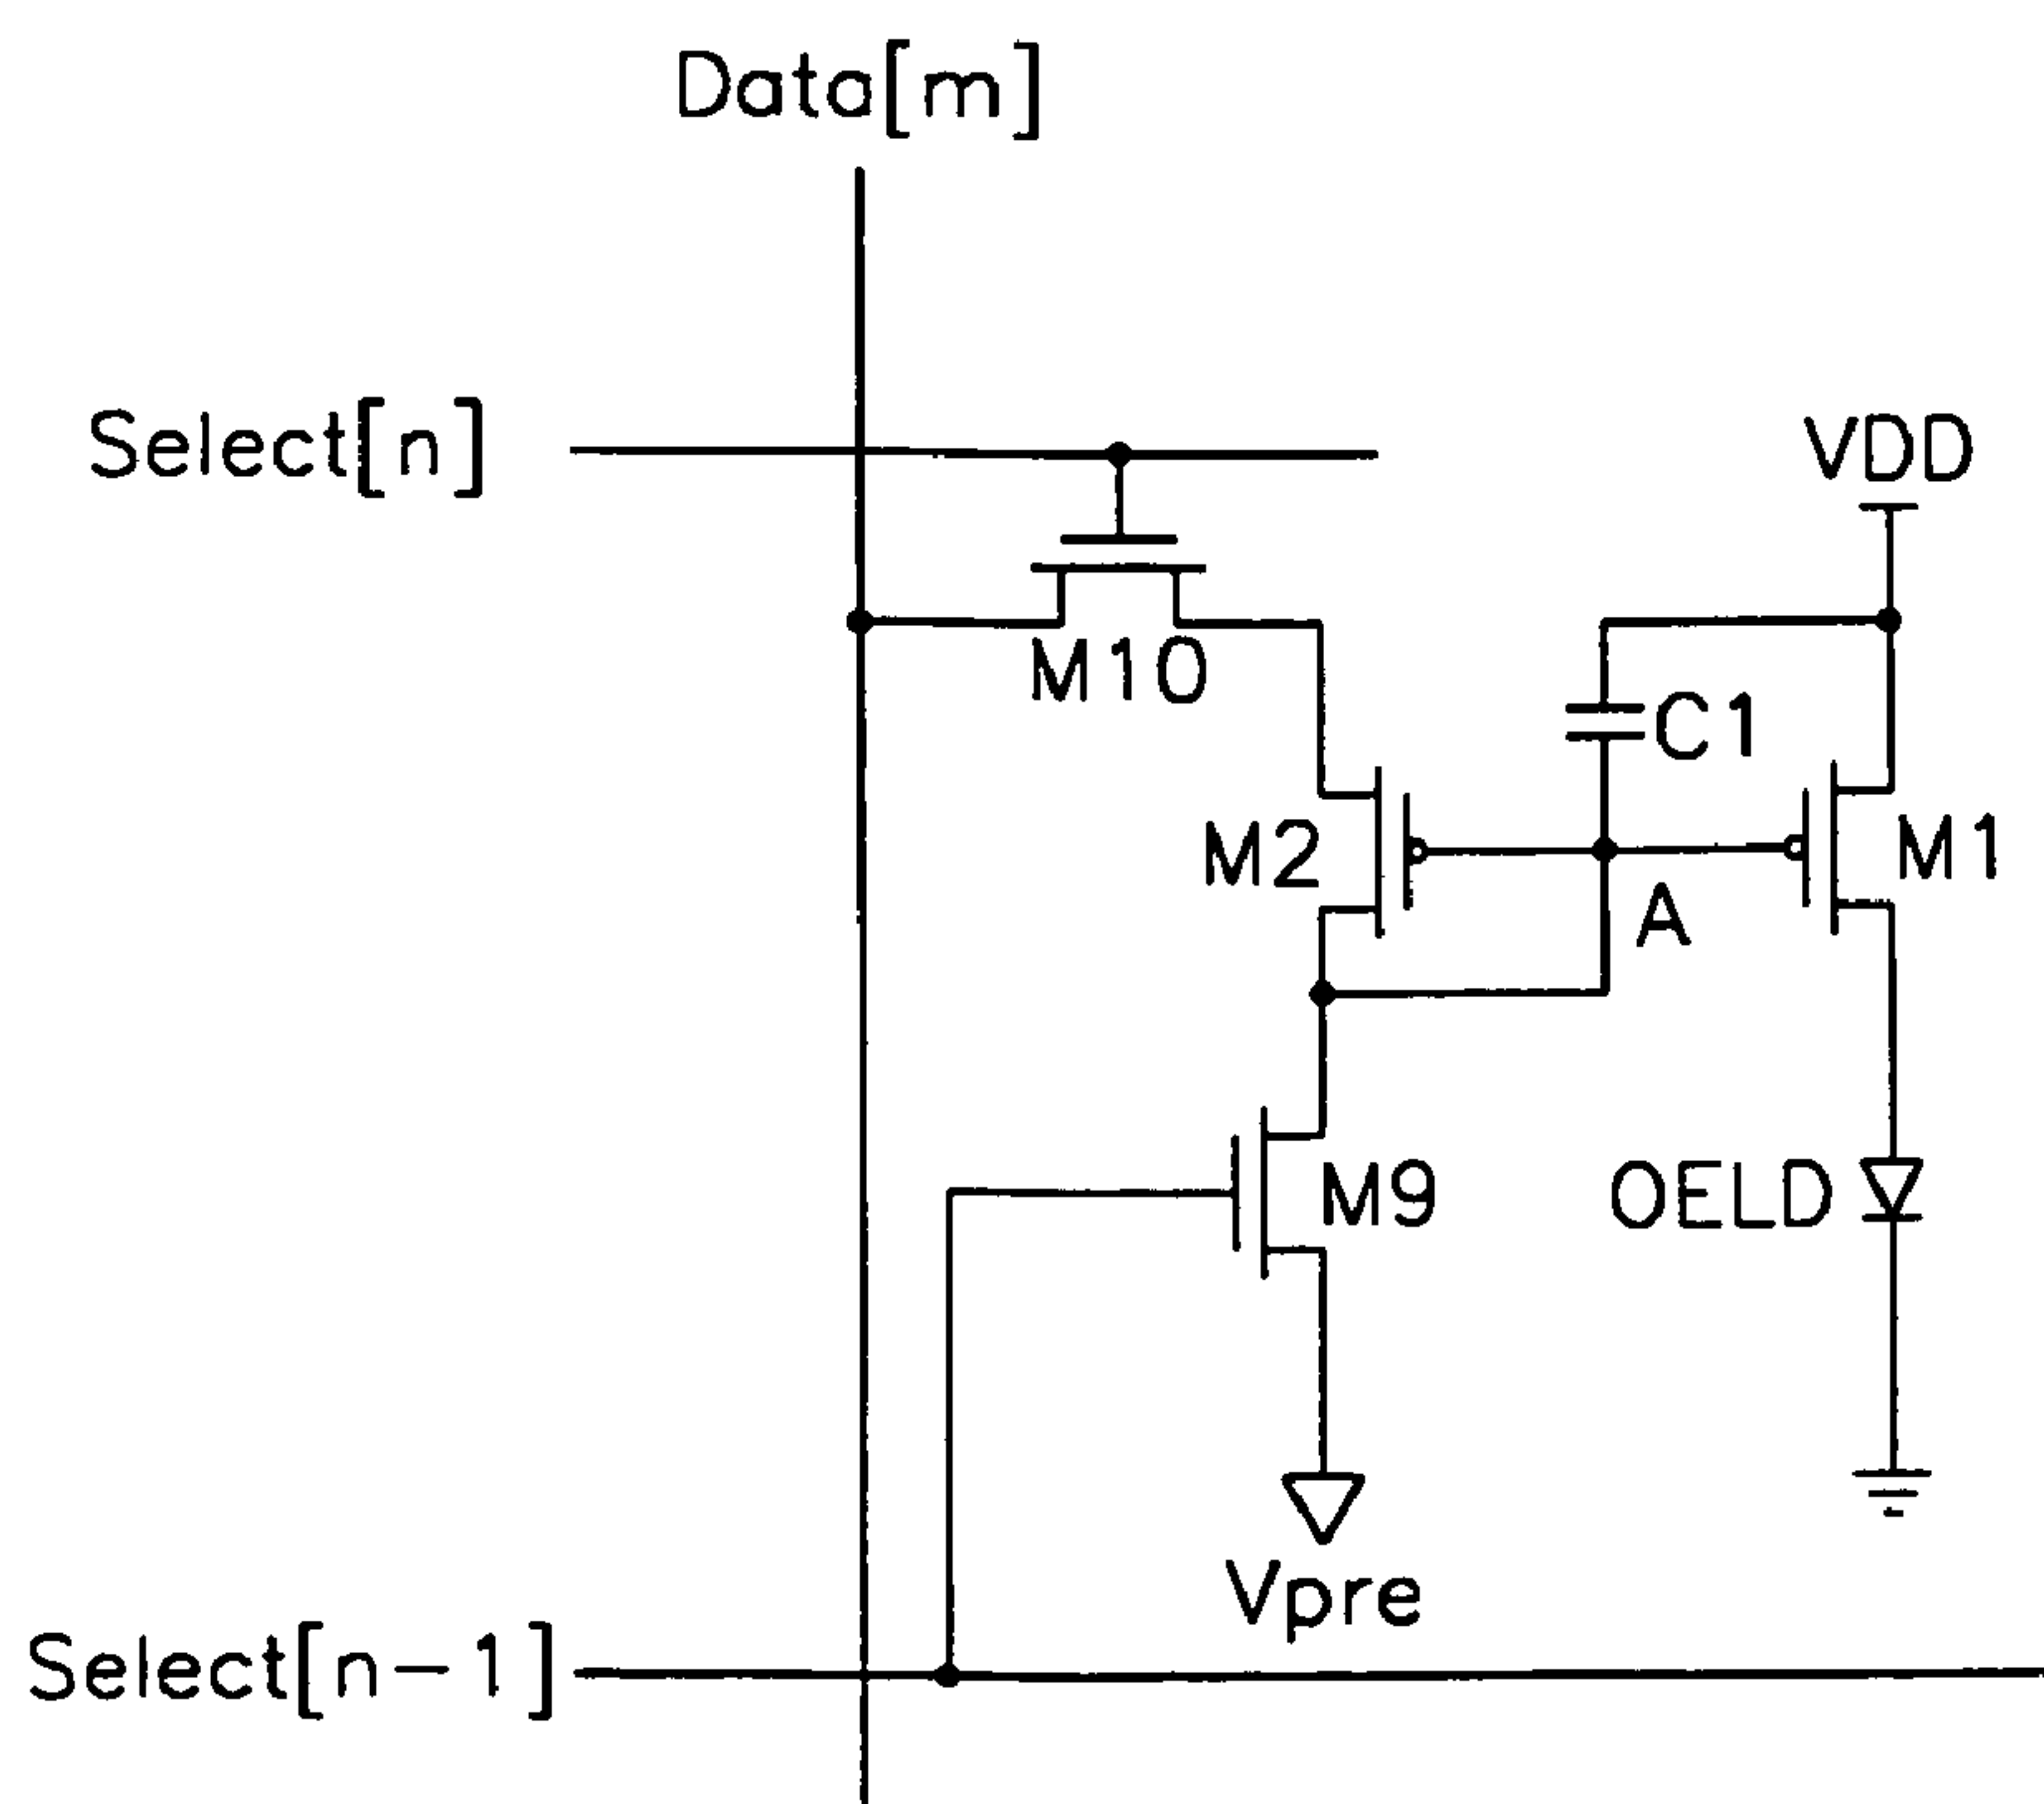 Data[m]
Select[n]
VDD
M10
C1
M2
M1
A
M9
OELD
Vpre
Select[n-1]